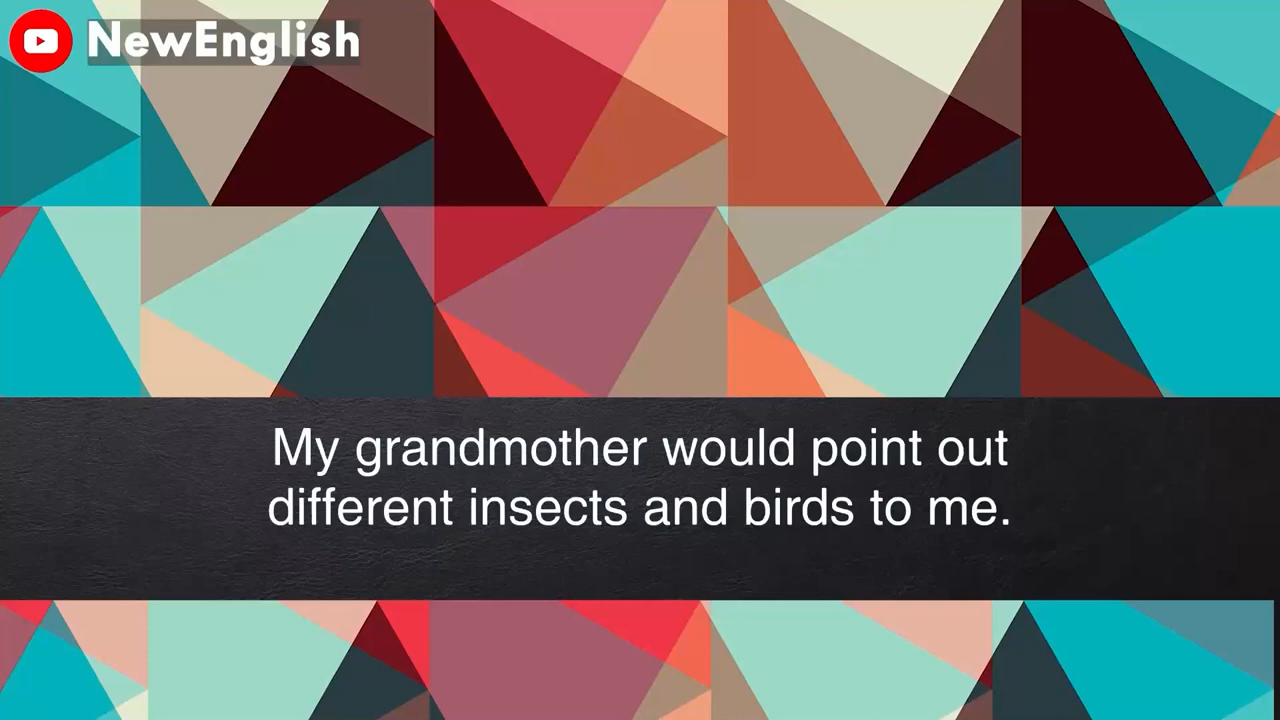 NewEnglish
My grandmother would point out
different insects and birds to me.